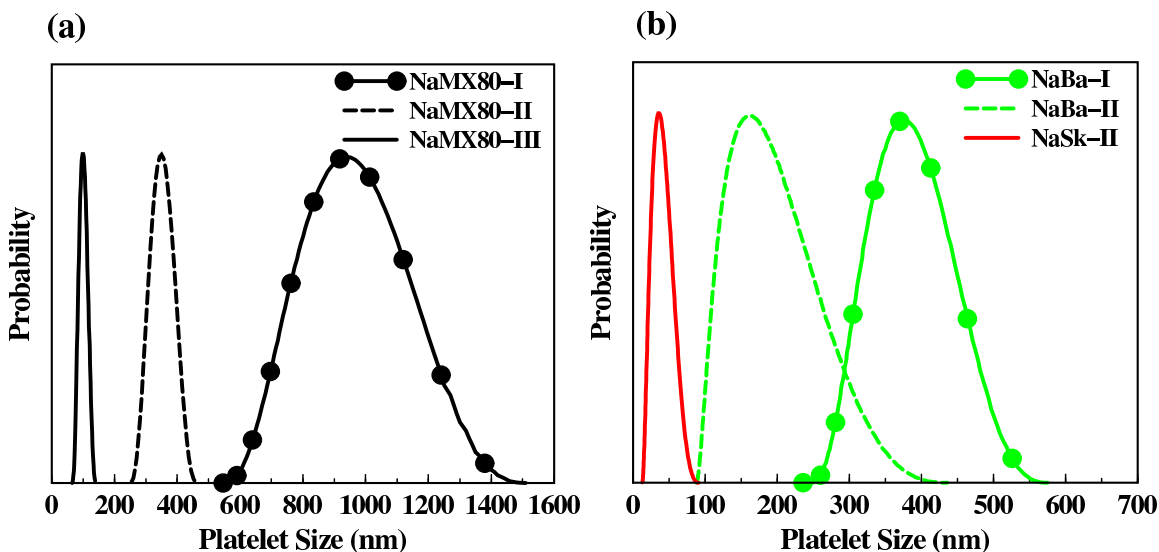 (a)
NaMX80–I
NaMX80–II
NaMX80–III
Probability
0 200 400 600 800 1000 1200 1400 1600
Platelet Size (nm)
(b)
NaBa–I
NaBa–II
NaSk–II
Probability
0 100 200 300 400 500 600 700
Platelet Size (nm)